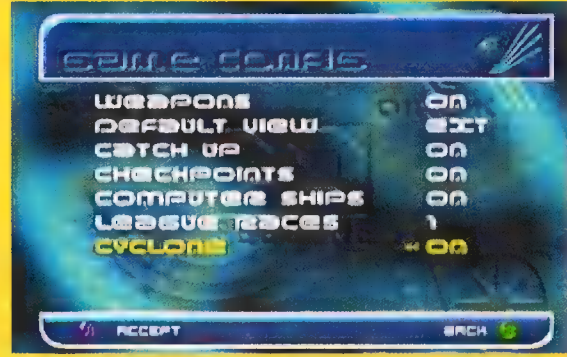 GAME CONFIG
WEAPONS ON
DEFAULT VIEW EXT
CATCH UP ON
CHECKPOINTS ON
COMPUTER SHIPS ON
LEAGUE RACES 1
CYCLONE ON
ACCEPT BACK